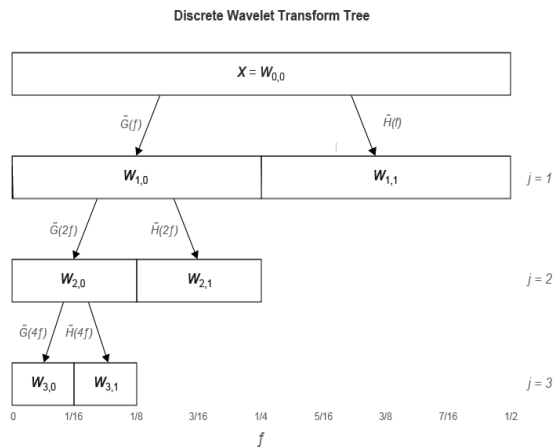 Discrete Wavelet Transform Tree
X = W0,0
G̃(f) H̃(f)
W1,0 W1,1 j = 1
G̃(2f) H̃(2f)
W2,0 W2,1 j = 2
G̃(4f) H̃(4f)
W3,0 W3,1 j = 3
0 1/16 1/8 3/16 1/4 5/16 3/8 7/16 1/2
f